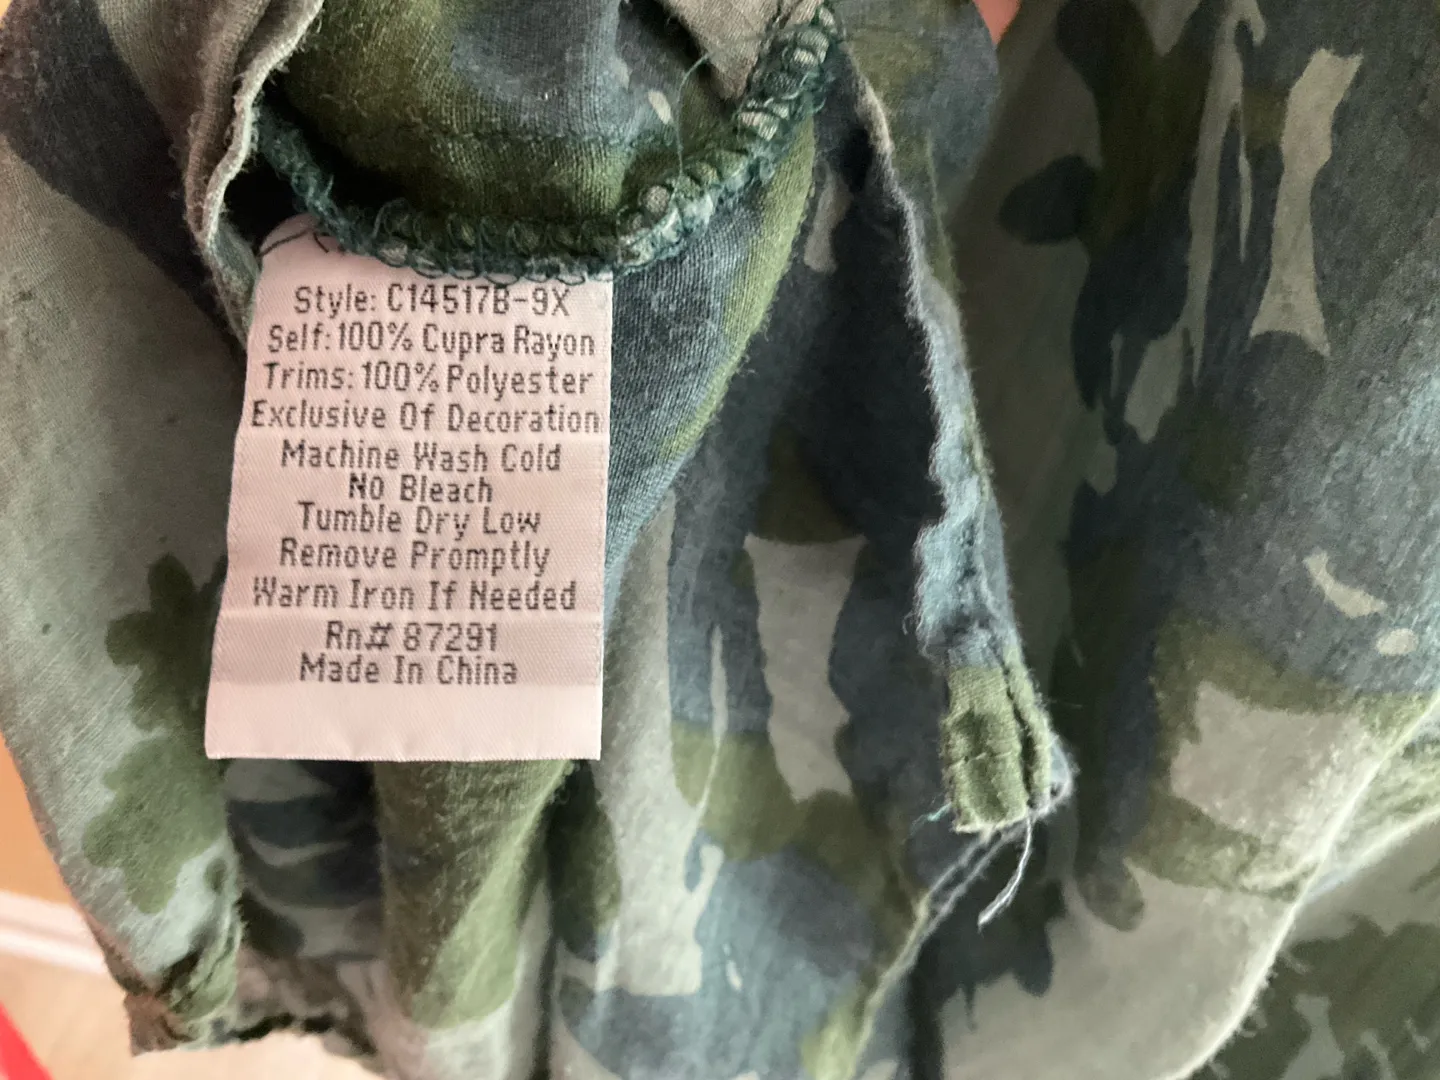 Style: C14517B-9X
Self:100% Cupra Rayon
Trims:100% Polyester
Exclusive Of Decoration
Machine Wash Cold
No Bleach
Tumble Dry Low
Remove Promptly
Warm Iron If Needed
Rn# 87291
Made In China